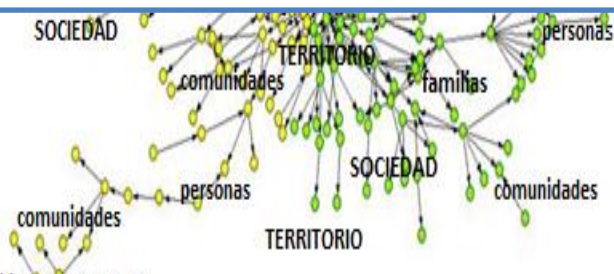 SOCIEDAD
personas
TERRITORIO
comunidades
familias
SOCIEDAD
personas
comunidades
comunidades
TERRITORIO